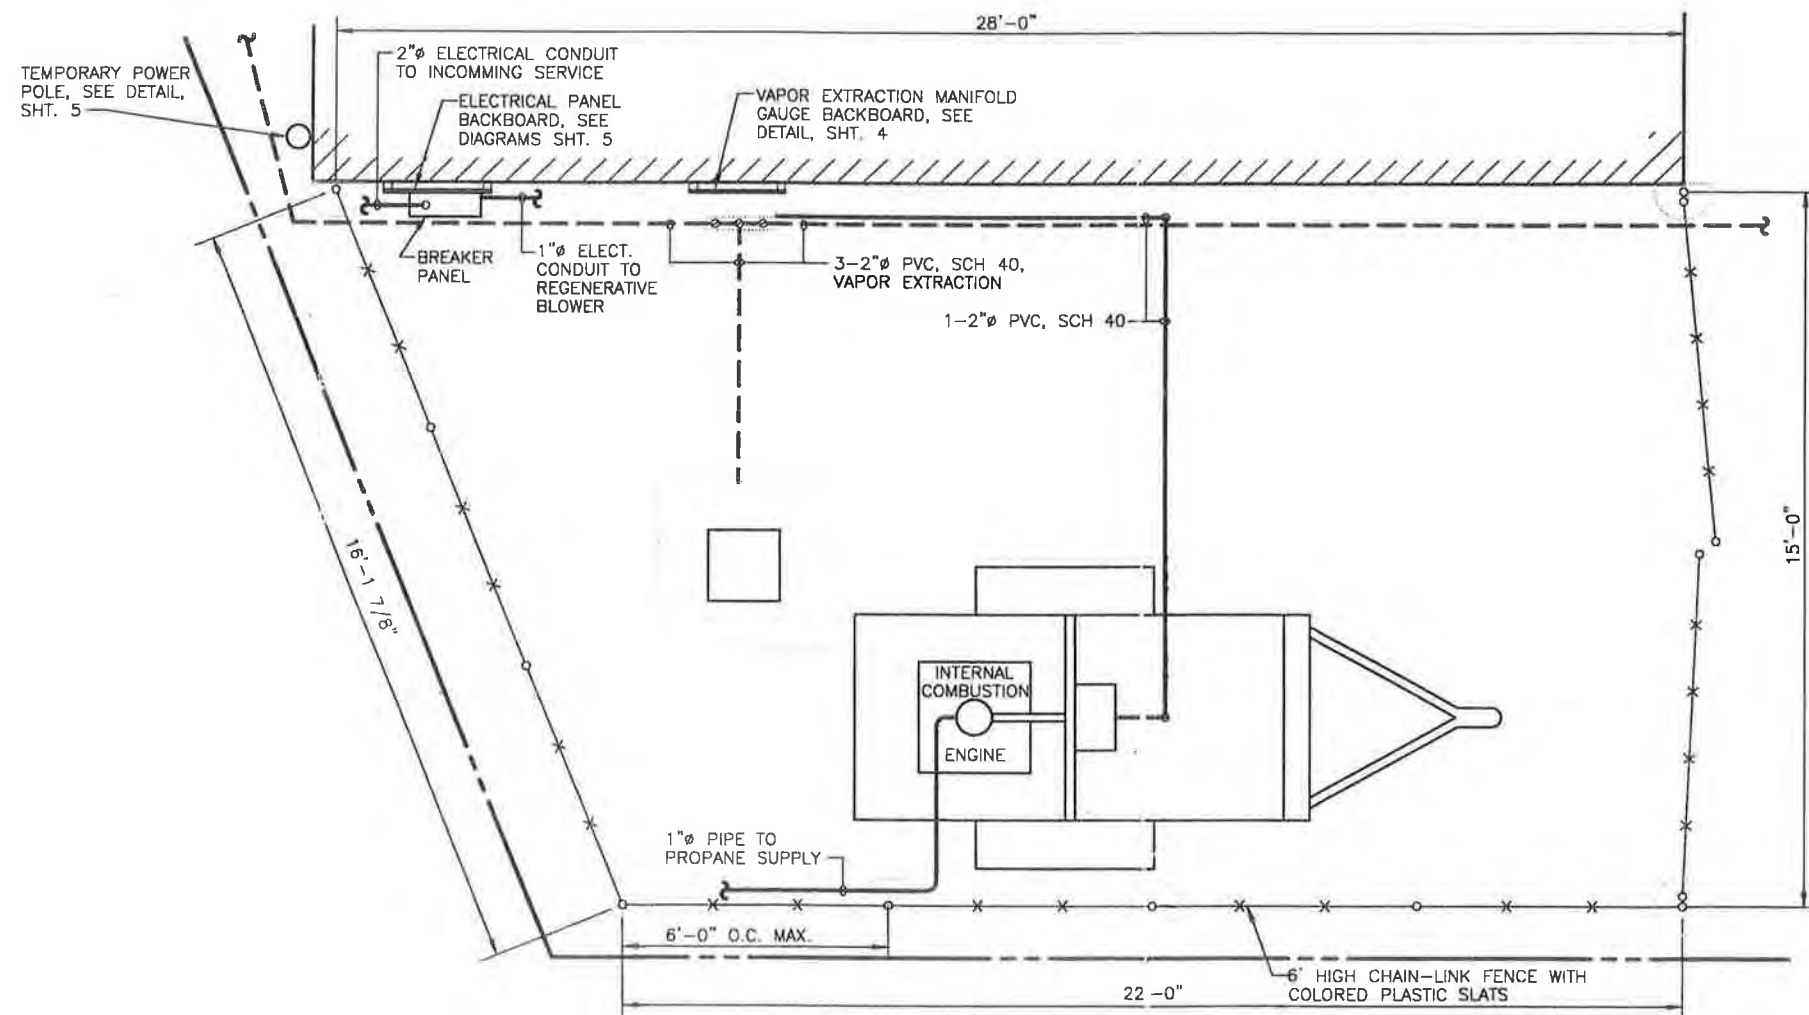 28'-0"
TEMPORARY POWER
POLE, SEE DETAIL,
SHT. 5
2"ø ELECTRICAL CONDUIT
TO INCOMMING SERVICE
ELECTRICAL PANEL
BACKBOARD, SEE
DIAGRAMS SHT. 5
VAPOR EXTRACTION MANIFOLD
GAUGE BACKBOARD, SEE
DETAIL, SHT. 4
BREAKER
PANEL
1"ø ELECT.
CONDUIT TO
REGENERATIVE
BLOWER
3-2"ø PVC, SCH 40,
VAPOR EXTRACTION
1-2"ø PVC, SCH 40
16'-1 7/8"
15'-0"
INTERNAL
COMBUSTION
ENGINE
1"ø PIPE TO
PROPANE SUPPLY
6'-0" O.C. MAX.
6' HIGH CHAIN-LINK FENCE WITH
COLORED PLASTIC SLATS
22 -0"